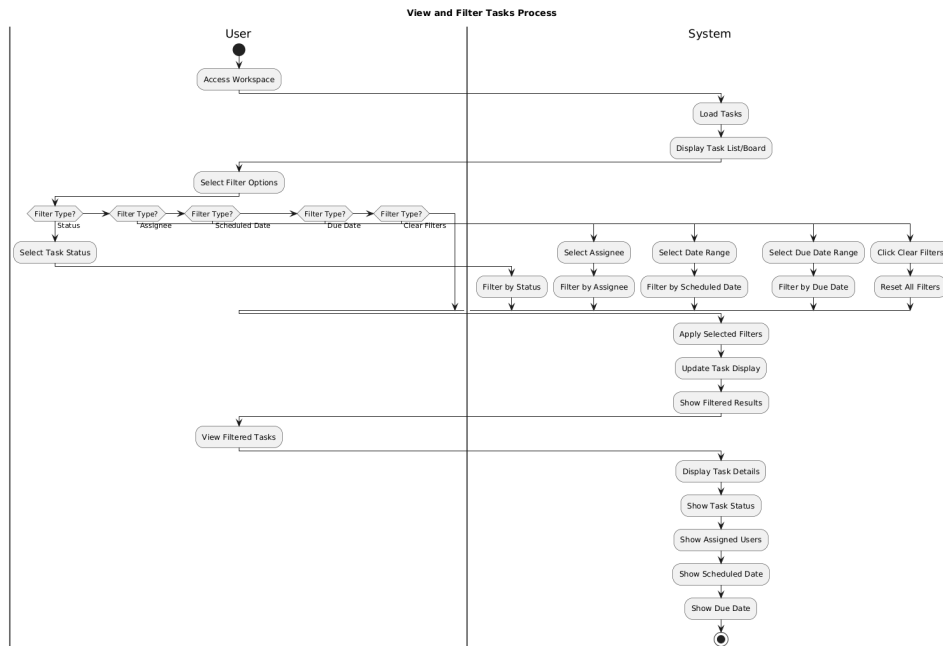 View and Filter Tasks Process
User
System
Access Workspace
Load Tasks
Display Task List/Board
Select Filter Options
Filter Type?
Filter Type?
Filter Type?
Filter Type?
Filter Type?
Status
Assignee
Scheduled Date
Due Date
Clear Filters
Select Task Status
Select Assignee
Select Date Range
Select Due Date Range
Click Clear Filters
Filter by Status
Filter by Assignee
Filter by Scheduled Date
Filter by Due Date
Reset All Filters
Apply Selected Filters
Update Task Display
Show Filtered Results
View Filtered Tasks
Display Task Details
Show Task Status
Show Assigned Users
Show Scheduled Date
Show Due Date